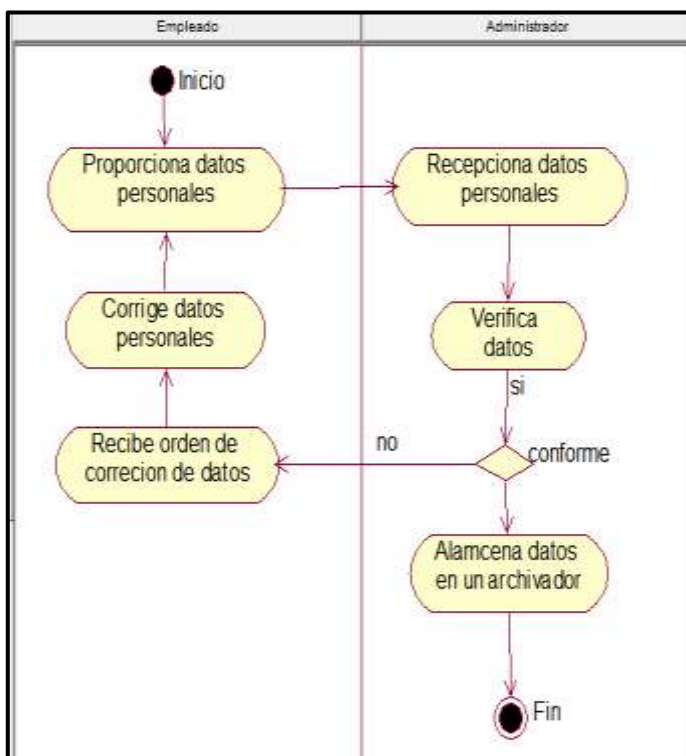 Empleado
Administrador
Inicio
Proporciona datos
personales
Recepciona datos
personales
Corrige datos
personales
Verifica
datos
si
Recibe orden de
correcion de datos
no
conforme
Alamcena datos
en un archivador
Fin